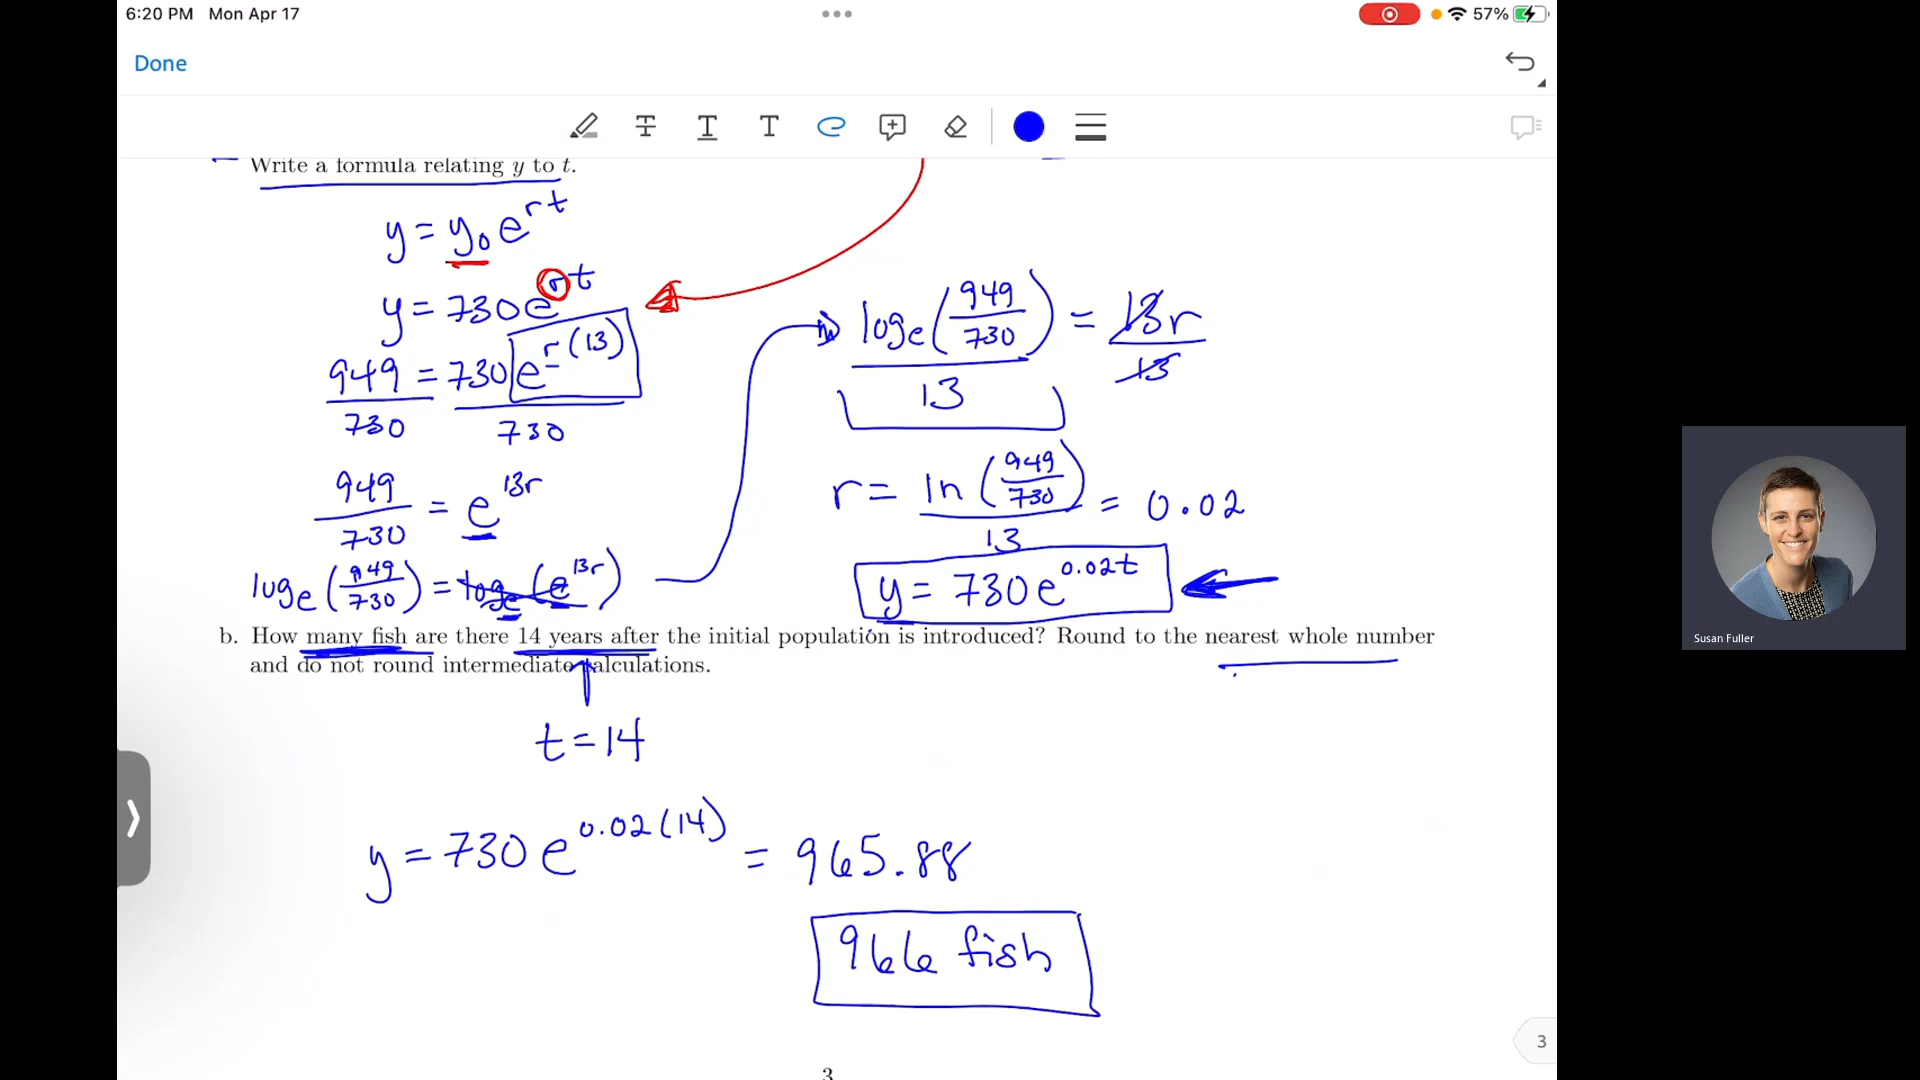 6:20 PM Mon Apr 17
57%
Done
T T T
Write a formula relating y to t.
y = y₀e^{rt}
y = 730e^{rt}
949/730 = 730e^{r(13)}/730
949/730 = e^{13r}
logₑ(949/730) = logₑ(e^{13r})
logₑ(949/730)/13 = 13r/13
r = ln(949/730)/13 = 0.02
y = 730e^{0.02t}
b. How many fish are there 14 years after the initial population is introduced? Round to the nearest whole number
and do not round intermediate calculations.
t = 14
y = 730e^{0.02(14)} = 965.88
966 fish
3
3
Susan Fuller